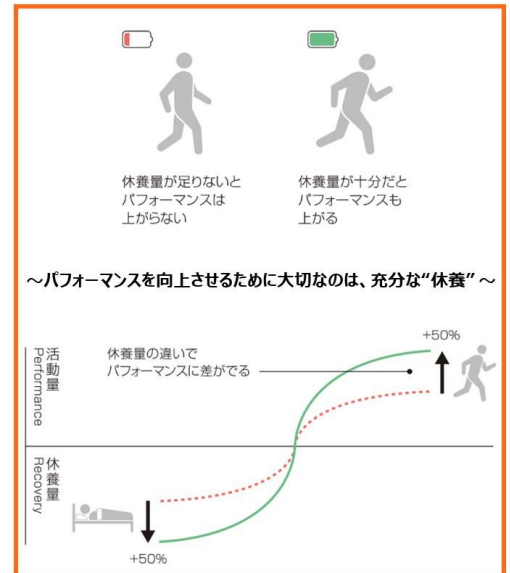 休養量が足りないと
パフォーマンスは
上がらない
休養量が十分だと
パフォーマンスも
上がる
～パフォーマンスを向上させるために大切なのは、充分な“休養”～
+50%
活動量
Performance
休養量の違いで
パフォーマンスに差がでる
休養量
Recovery
+50%